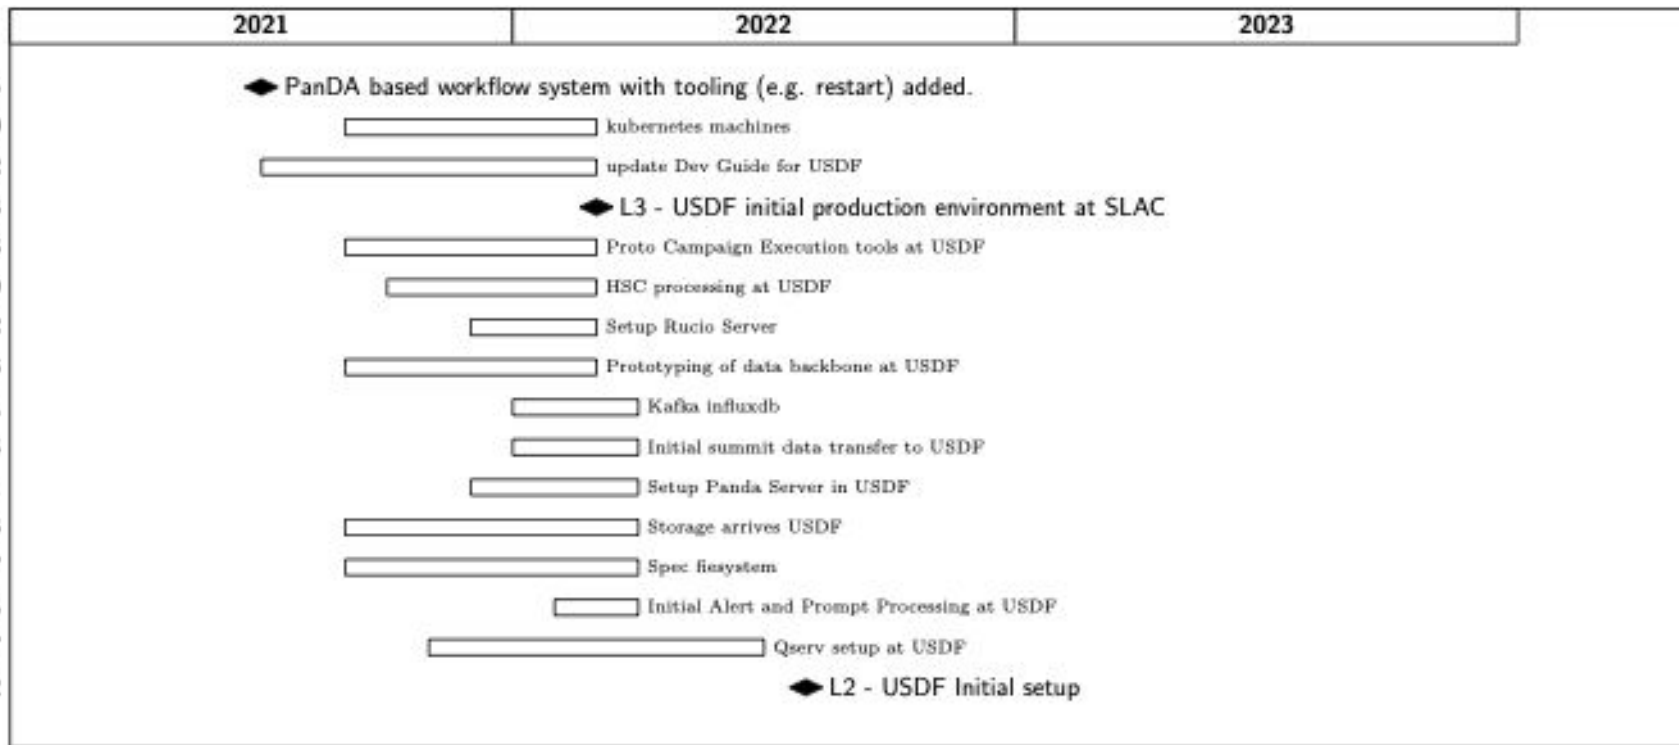 2021 2022 2023
PanDA based workflow system with tooling (e.g. restart) added.
kubernetes machines
update Dev Guide for USDF
L3 - USDF initial production environment at SLAC
Proto Campaign Execution tools at USDF
HSC processing at USDF
Setup Rucio Server
Prototyping of data backbone at USDF
Kafka influxdb
Initial summit data transfer to USDF
Setup Panda Server in USDF
Storage arrives USDF
Spec fiesystem
Initial Alert and Prompt Processing at USDF
Qserv setup at USDF
L2 - USDF Initial setup